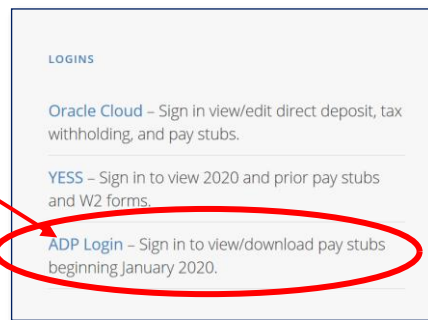 LOGINS
Oracle Cloud – Sign in view/edit direct deposit, tax
withholding, and pay stubs.
YESS – Sign in to view 2020 and prior pay stubs
and W2 forms.
ADP Login – Sign in to view/download pay stubs
beginning January 2020.